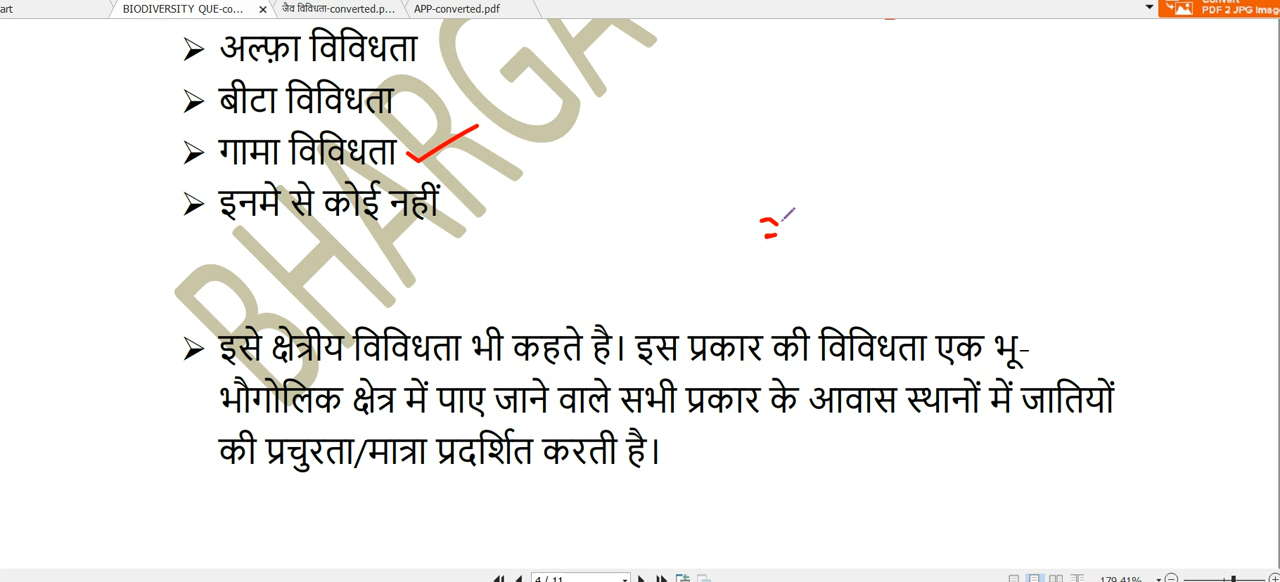 art
BIODIVERSITY QUE-co... × जैव विविधता-converted.p... APP-converted.pdf
Convert
PDF 2 JPG Imag
अल्फ़ा विविधता
बीटा विविधता
गामा विविधता
इनमे से कोई नहीं
BHARGA
इसे क्षेत्रीय विविधता भी कहते है। इस प्रकार की विविधता एक भू-
भौगोलिक क्षेत्र में पाए जाने वाले सभी प्रकार के आवास स्थानों में जातियों
की प्रचुरता/मात्रा प्रदर्शित करती है।
4 / 11
179.41%